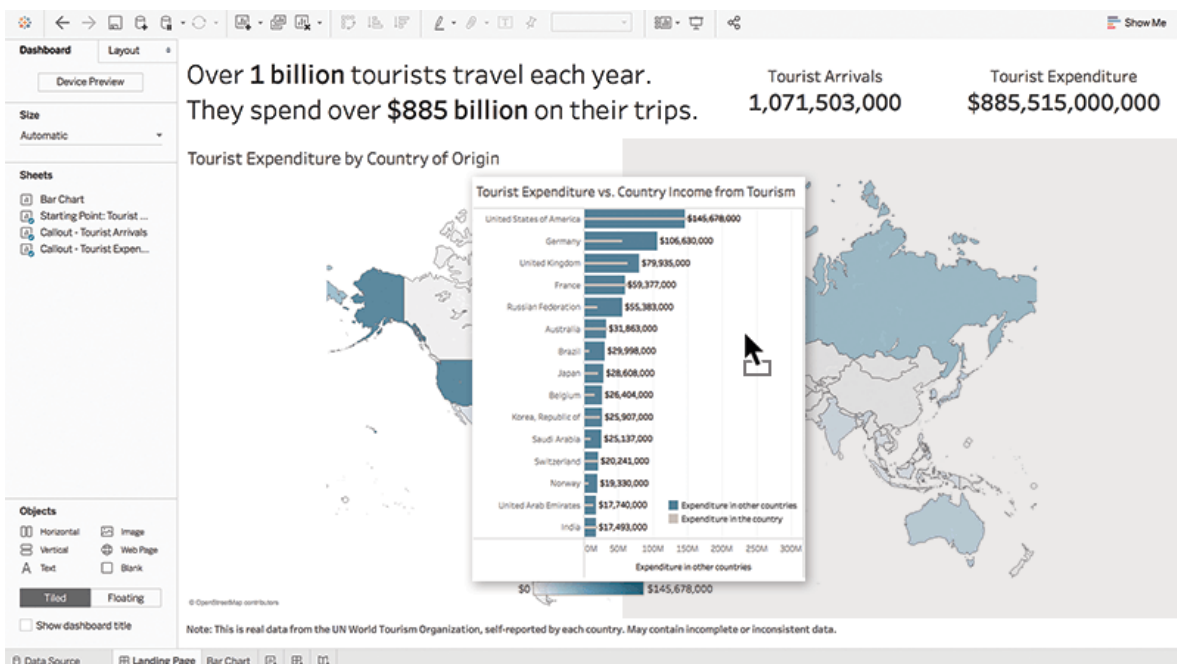 Show Me
Dashboard Layout
Device Preview
Size
Automatic
Sheets
Bar Chart
Starting Point: Tourist ...
Callout - Tourist Arrivals
Callout - Tourist Expen...
Objects
Horizontal Image
Vertical Web Page
A Text Blank
Tiled Floating
Show dashboard title
Over 1 billion tourists travel each year.
They spend over $885 billion on their trips.
Tourist Arrivals
1,071,503,000
Tourist Expenditure
$885,515,000,000
Tourist Expenditure by Country of Origin
Tourist Expenditure vs. Country Income from Tourism
United States of America $145,678,000
Germany $106,630,000
United Kingdom $79,935,000
France $59,377,000
Russian Federation $55,383,000
Australia $31,863,000
Brazil $29,998,000
Japan $28,608,000
Belgium $26,404,000
Korea, Republic of $25,907,000
Saudi Arabia $25,137,000
Switzerland $20,241,000
Norway $19,330,000
United Arab Emirates $17,740,000
India $17,493,000
Expenditure in other countries
Expenditure in the country
0M 50M 100M 150M 200M 250M 300M
Expenditure in other countries
$0 $145,678,000
© OpenStreetMap contributors
Note: This is real data from the UN World Tourism Organization, self-reported by each country. May contain incomplete or inconsistent data.
Data Source Landing Page Bar Chart